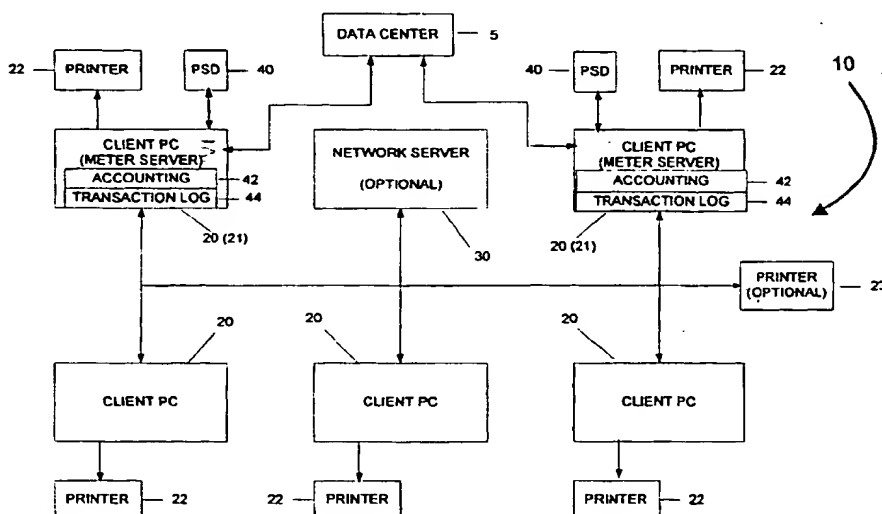 DATA CENTER 5
22 PRINTER
PSD 40
40 PSD
PRINTER 22
10
CLIENT PC
(METER SERVER)
ACCOUNTING 42
TRANSACTION LOG 44
20 (21)
NETWORK SERVER
(OPTIONAL)
30
CLIENT PC
(METER SERVER)
ACCOUNTING 42
TRANSACTION LOG 44
20 (21)
PRINTER
(OPTIONAL)
23
20
CLIENT PC
20
CLIENT PC
20
CLIENT PC
PRINTER 22
22 PRINTER
PRINTER 22